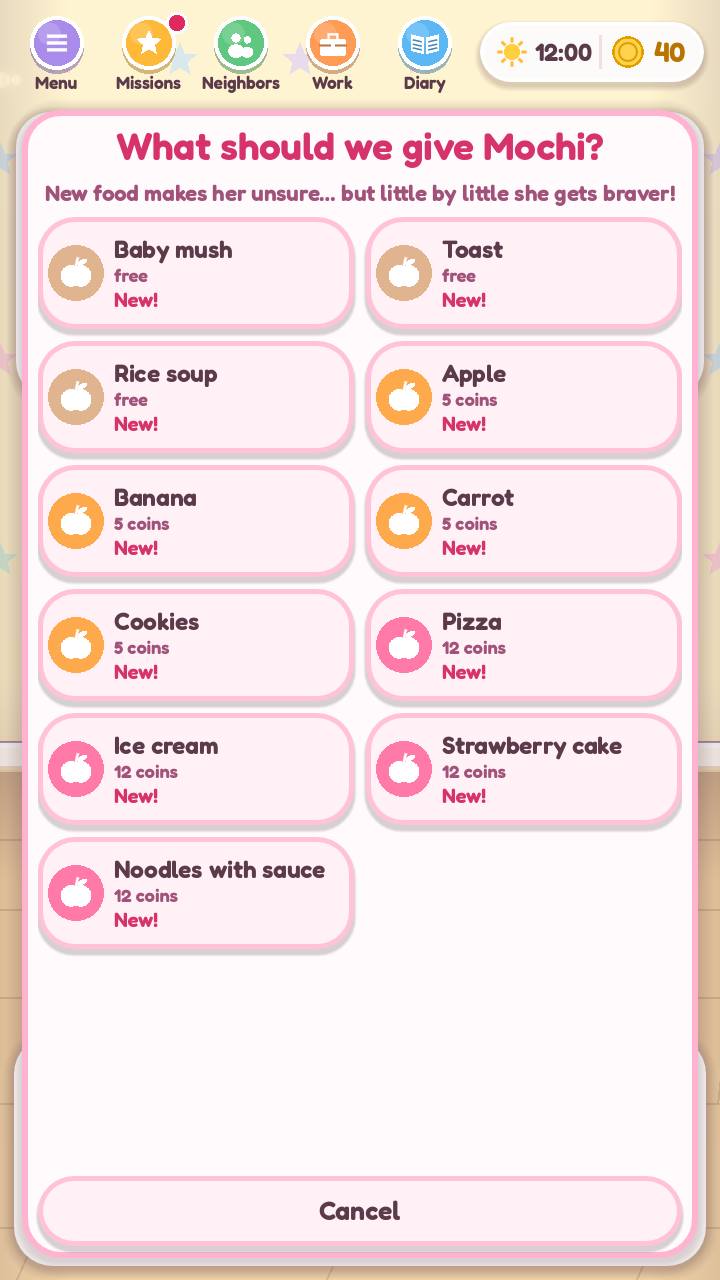 Menu
Missions
Neighbors
Work
Diary
12:00
40
What should we give Mochi?
New food makes her unsure... but little by little she gets braver!
Baby mush
free
New!
Toast
free
New!
Rice soup
free
New!
Apple
5 coins
New!
Banana
5 coins
New!
Carrot
5 coins
New!
Cookies
5 coins
New!
Pizza
12 coins
New!
Ice cream
12 coins
New!
Strawberry cake
12 coins
New!
Noodles with sauce
12 coins
New!
Cancel